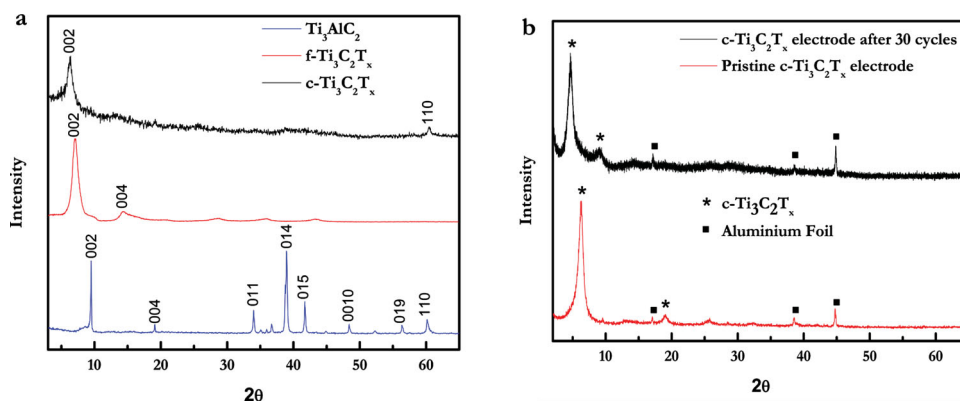 a
Ti₃AlC₂
f-Ti₃C₂Tₓ
c-Ti₃C₂Tₓ
002
110
002
004
002
004
011
014
015
0010
019
110
Intensity
10 20 30 40 50 60
2θ
b
c-Ti₃C₂Tₓ electrode after 30 cycles
Pristine c-Ti₃C₂Tₓ electrode
* c-Ti₃C₂Tₓ
■ Aluminium Foil
Intensity
10 20 30 40 50 60
2θ